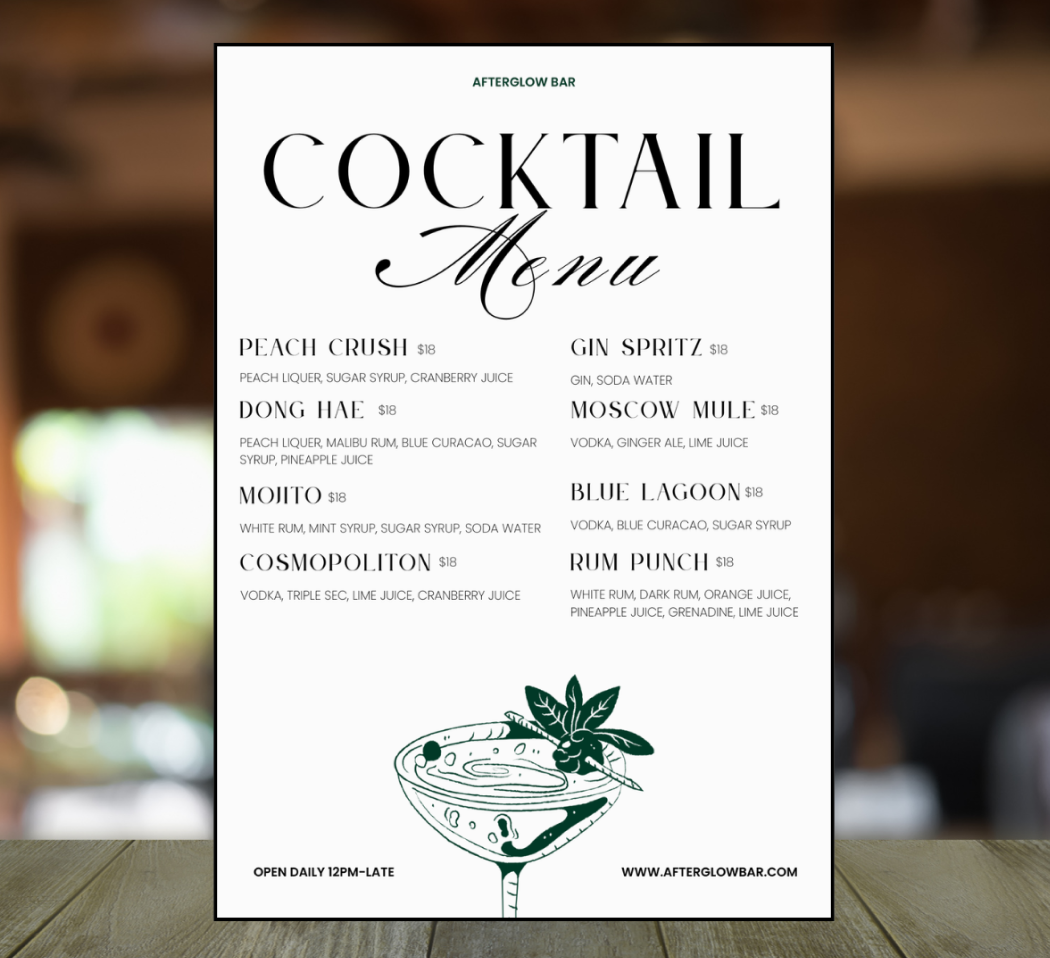 AFTERGLOW BAR
COCKTAIL
Menu
PEACH CRUSH $18
PEACH LIQUER, SUGAR SYRUP, CRANBERRY JUICE
DONG HAE $18
PEACH LIQUER, MALIBU RUM, BLUE CURACAO, SUGAR
SYRUP, PINEAPPLE JUICE
MOJITO $18
WHITE RUM, MINT SYRUP, SUGAR SYRUP, SODA WATER
COSMOPOLITON $18
VODKA, TRIPLE SEC, LIME JUICE, CRANBERRY JUICE
GIN SPRITZ $18
GIN, SODA WATER
MOSCOW MULE $18
VODKA, GINGER ALE, LIME JUICE
BLUE LAGOON $18
VODKA, BLUE CURACAO, SUGAR SYRUP
RUM PUNCH $18
WHITE RUM, DARK RUM, ORANGE JUICE,
PINEAPPLE JUICE, GRENADINE, LIME JUICE
OPEN DAILY 12PM-LATE
WWW.AFTERGLOWBAR.COM